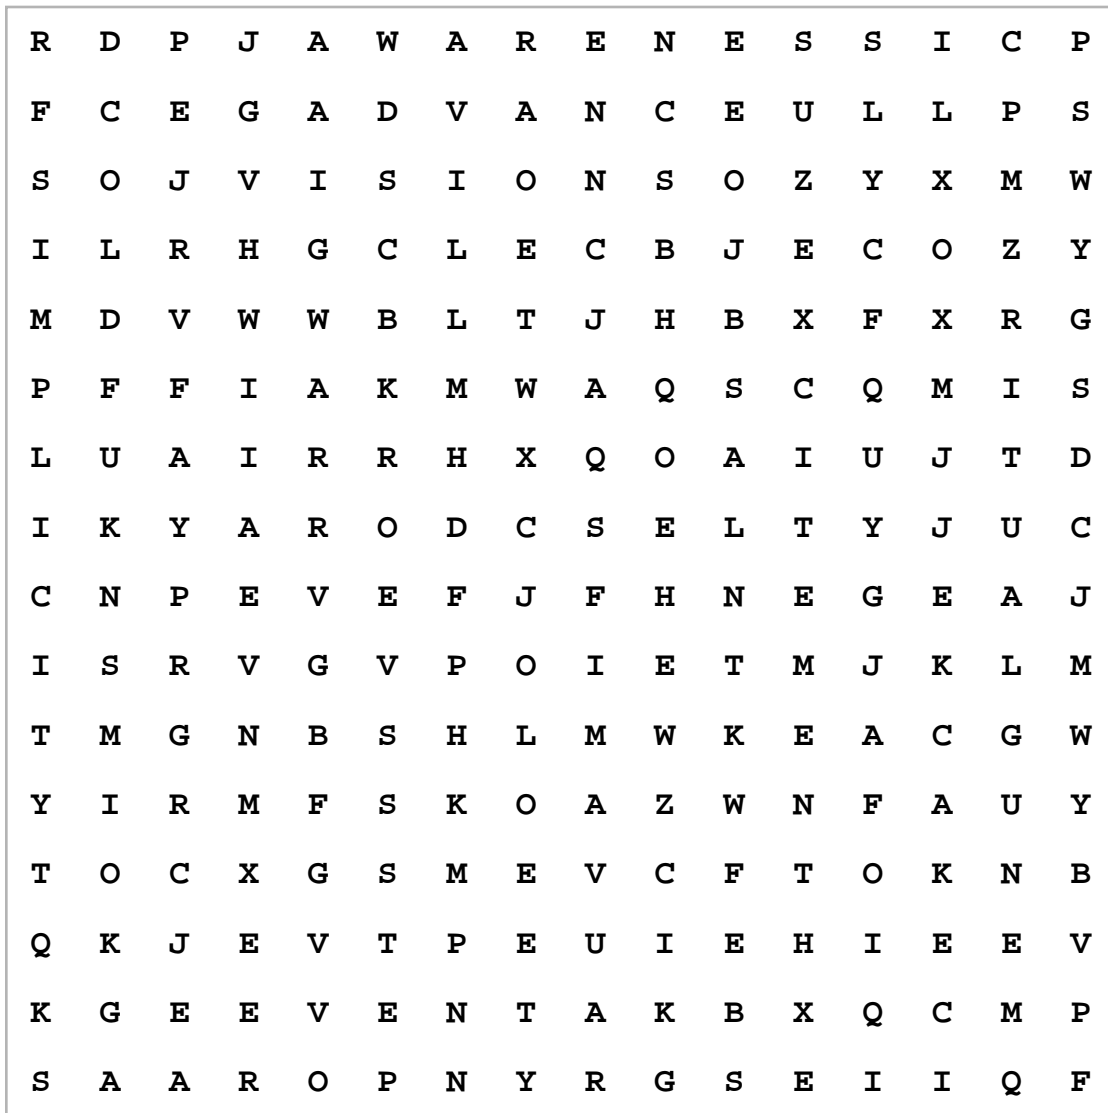 R D P J A W A R E N E S S I C P
F C E G A D V A N C E U L L P S
S O J V I S I O N S O Z Y X M W
I L R H G C L E C B J E C O Z Y
M D V W W B L T J H B X F X R G
P F F I A K M W A Q S C Q M I S
L U A I R R H X Q O A I U J T D
I K Y A R O D C S E L T Y J U C
C N P E V E F J F H N E G E A J
I S R V G V P O I E T M J K L M
T M G N B S H L M W K E A C G W
Y I R M F S K O A Z W N F A U Y
T O C X G S M E V C F T O K N B
Q K J E V T P E U I E H I E E V
K G E E V E N T A K B X Q C M P
S A A R O P N Y R G S E I I Q F